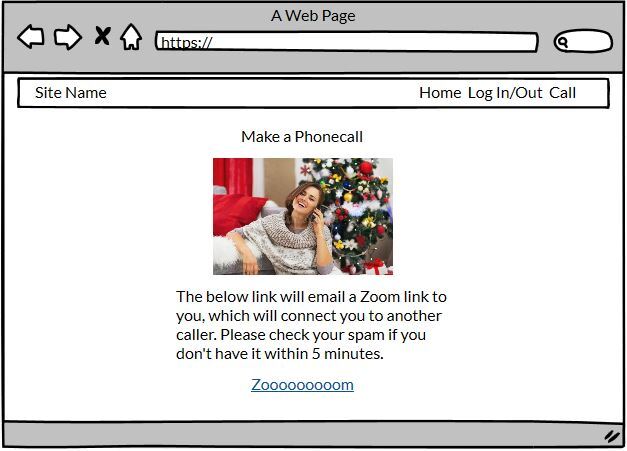 A Web Page
https://
Site Name
Home Log In/Out Call
Make a Phonecall
The below link will email a Zoom link to
you, which will connect you to another
caller. Please check your spam if you
don't have it within 5 minutes.
Zooooooooom